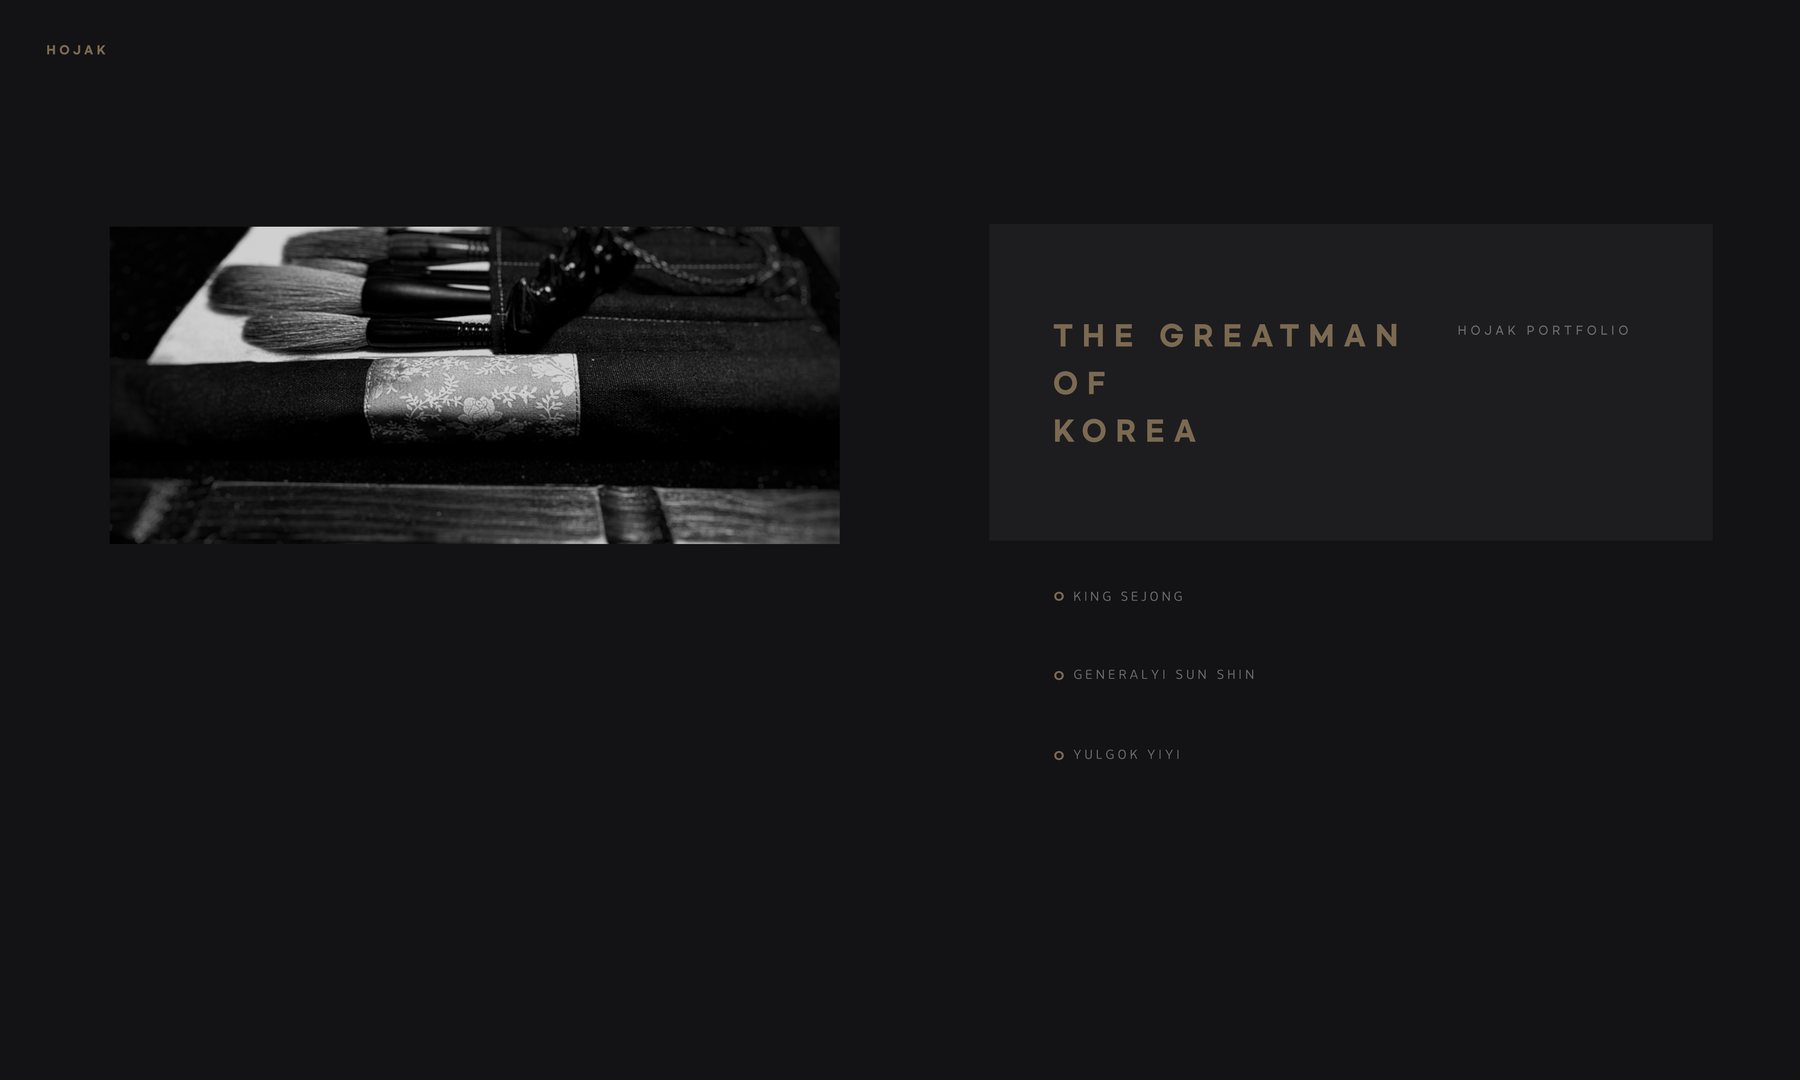 HOJAK
THE GREATMAN
OF
KOREA
HOJAK PORTFOLIO
KING SEJONG
GENERALYI SUN SHIN
YULGOK YIYI